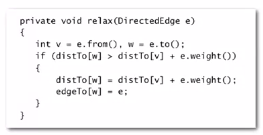 private void relax(DirectedEdge e)
{
int v = e.from(), w = e.to();
if (distTo[w] > distTo[v] + e.weight())
{
distTo[w] = distTo[v] + e.weight();
edgeTo[w] = e;
}
}